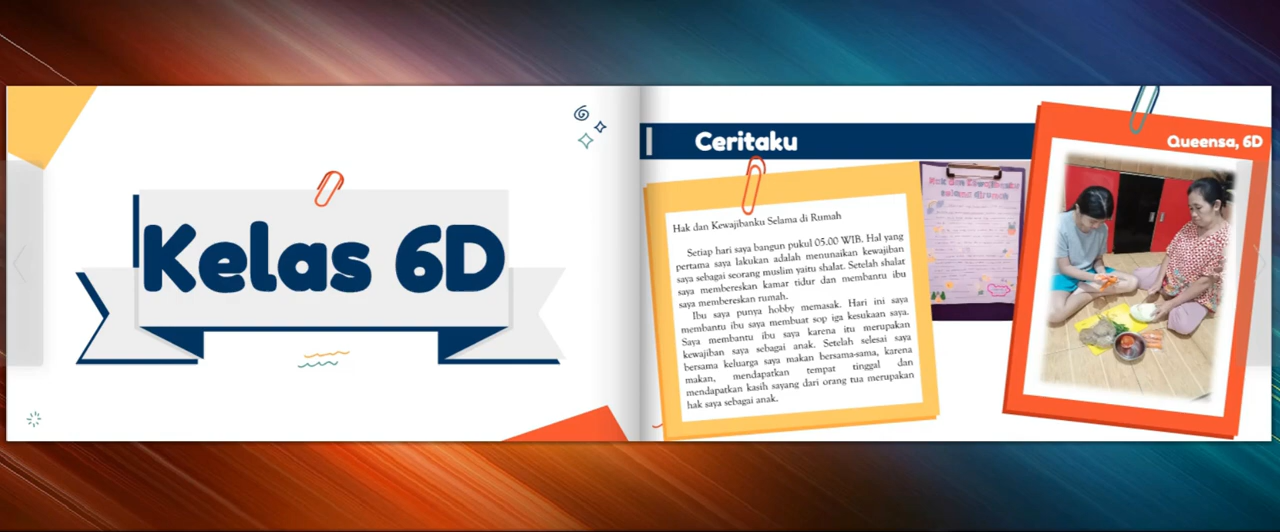 Kelas 6D
Ceritaku
Queensa, 6D
Hak dan Kewajibanku Selama di Rumah
Setiap hari saya bangun pukul 05.00 WIB. Hal yang
pertama saya lakukan adalah menunaikan kewajiban
saya sebagai seorang muslim yaitu shalat. Setelah shalat
saya membereskan kamar tidur dan membantu ibu
saya membereskan rumah.
Ibu saya punya hobby memasak. Hari ini saya
membantu ibu saya membuat sop iga kesukaan saya.
Saya membantu ibu saya karena itu merupakan
kewajiban saya sebagai anak. Setelah selesai saya
bersama keluarga saya makan bersama-sama, karena
makan, mendapatkan tempat tinggal dan
mendapatkan kasih sayang dari orang tua merupakan
hak saya sebagai anak.
Hak dan Kewajibanku